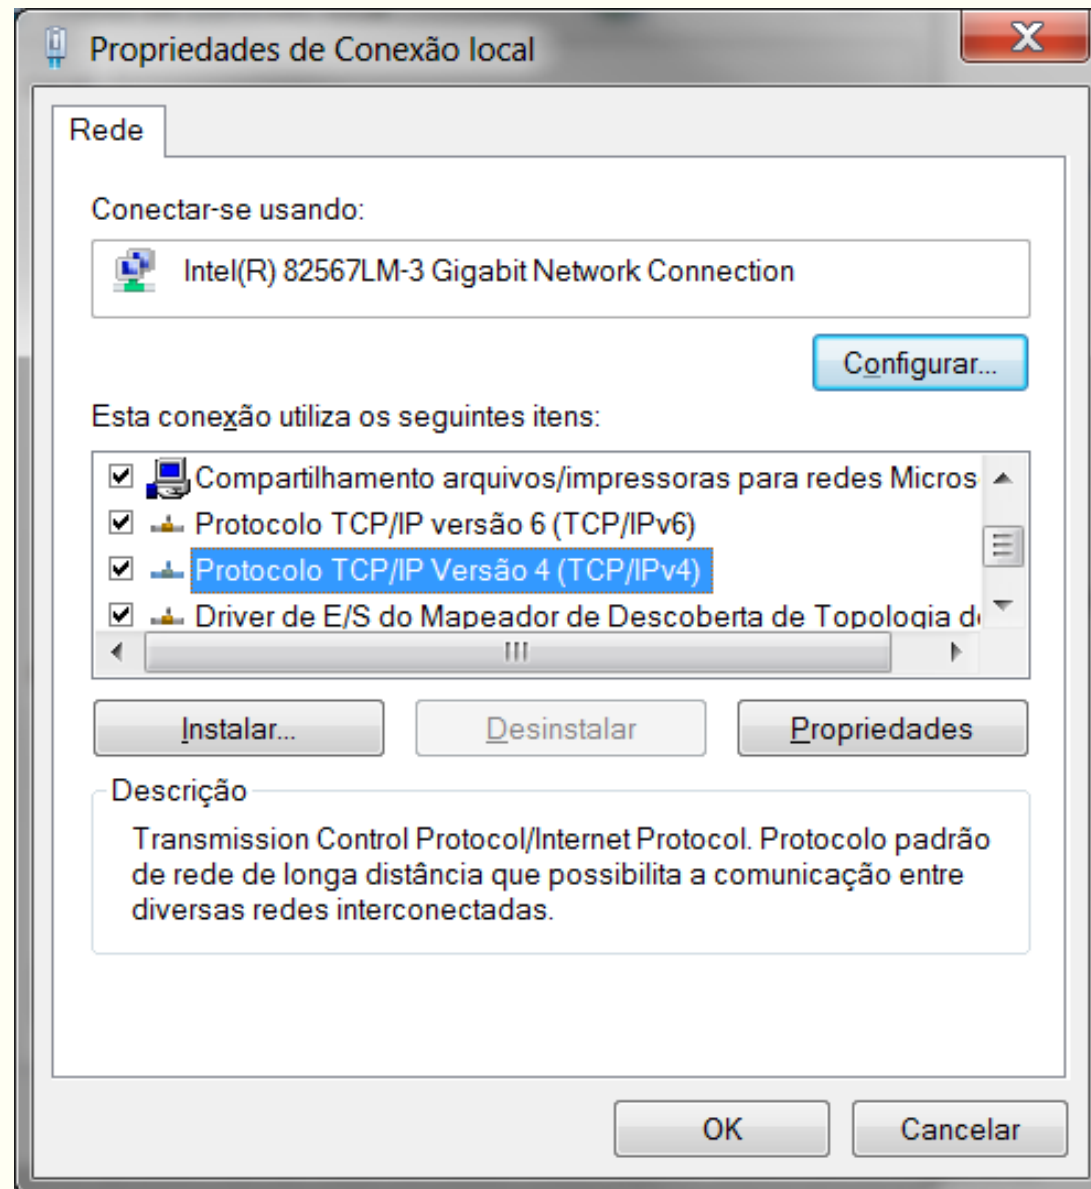 Propriedades de Conexão local
Rede
Conectar-se usando:
Intel(R) 82567LM-3 Gigabit Network Connection
Configurar...
Esta conexão utiliza os seguintes itens:
Compartilhamento arquivos/impressoras para redes Micros
Protocolo TCP/IP versão 6 (TCP/IPv6)
Protocolo TCP/IP Versão 4 (TCP/IPv4)
Driver de E/S do Mapeador de Descoberta de Topologia d
Instalar...
Desinstalar
Propriedades
Descrição
Transmission Control Protocol/Internet Protocol. Protocolo padrão
de rede de longa distância que possibilita a comunicação entre
diversas redes interconectadas.
OK
Cancelar